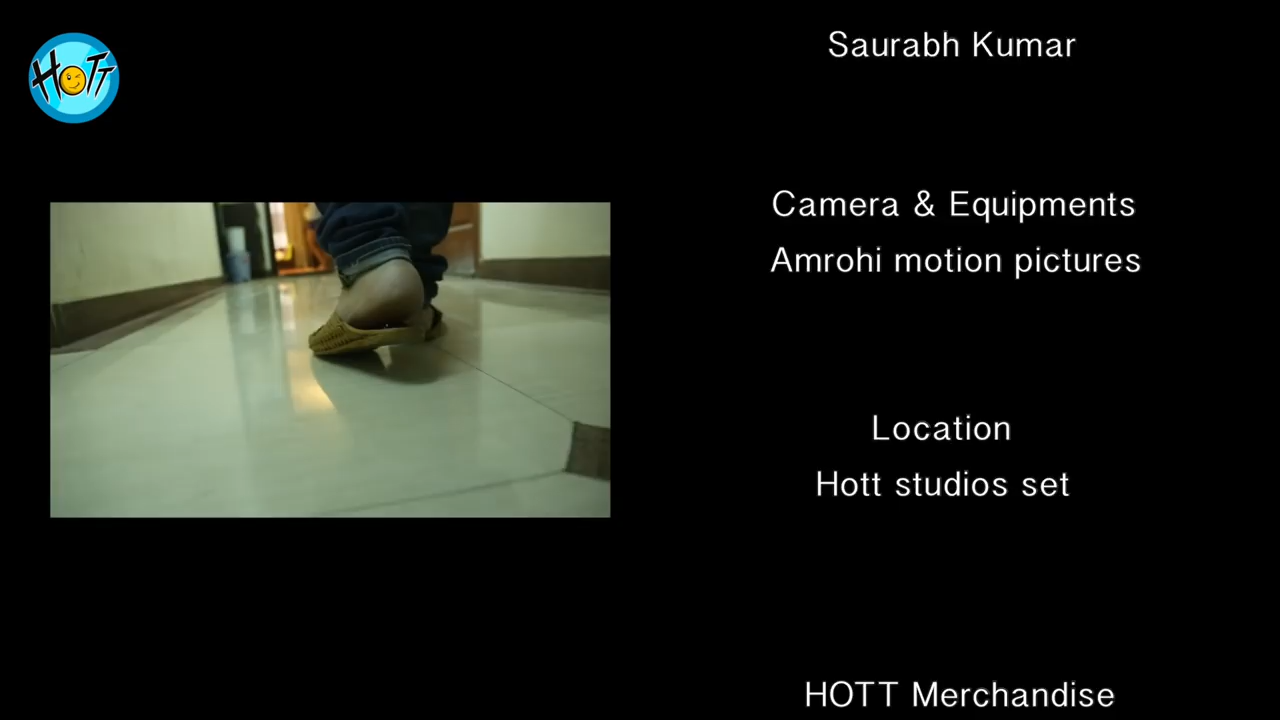 HOTT
Saurabh Kumar
Camera & Equipments
Amrohi motion pictures
Location
Hott studios set
HOTT Merchandise